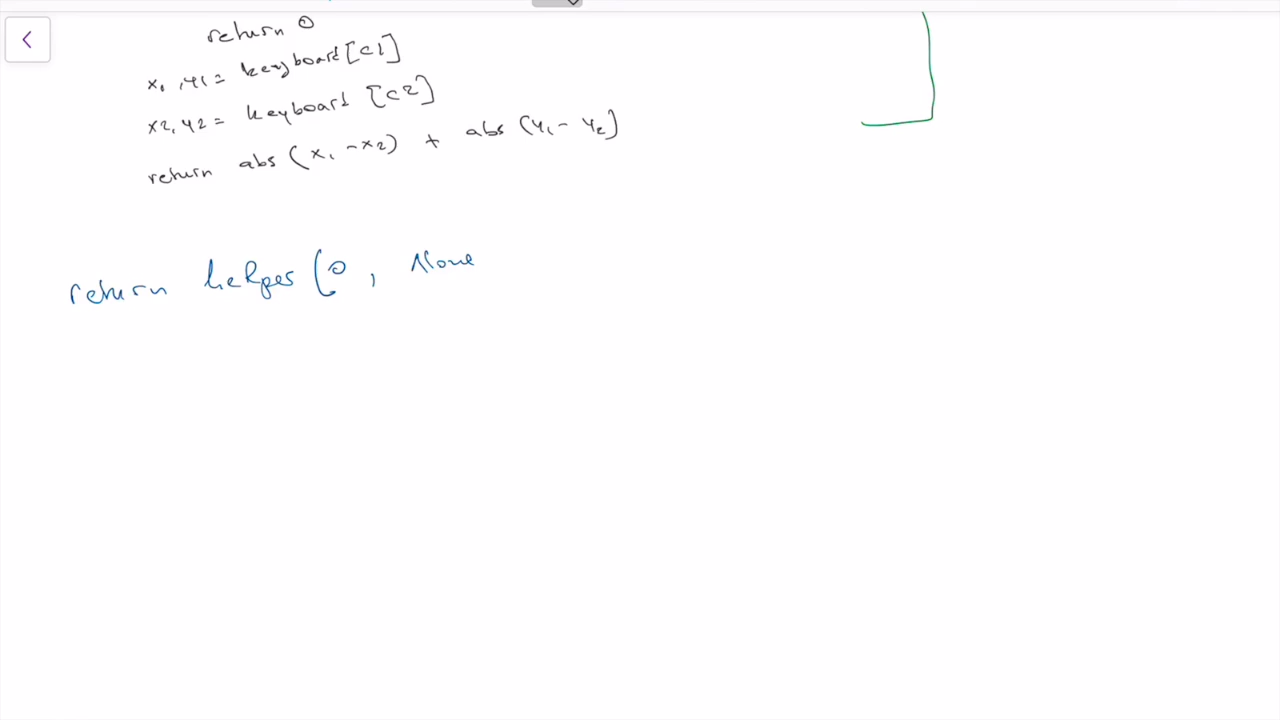 return 0
x1, y1 = keyboard[c1]
x2, y2 = keyboard [c2]
return abs (x1 - x2) + abs (y1 - y2)
return helper (0, None